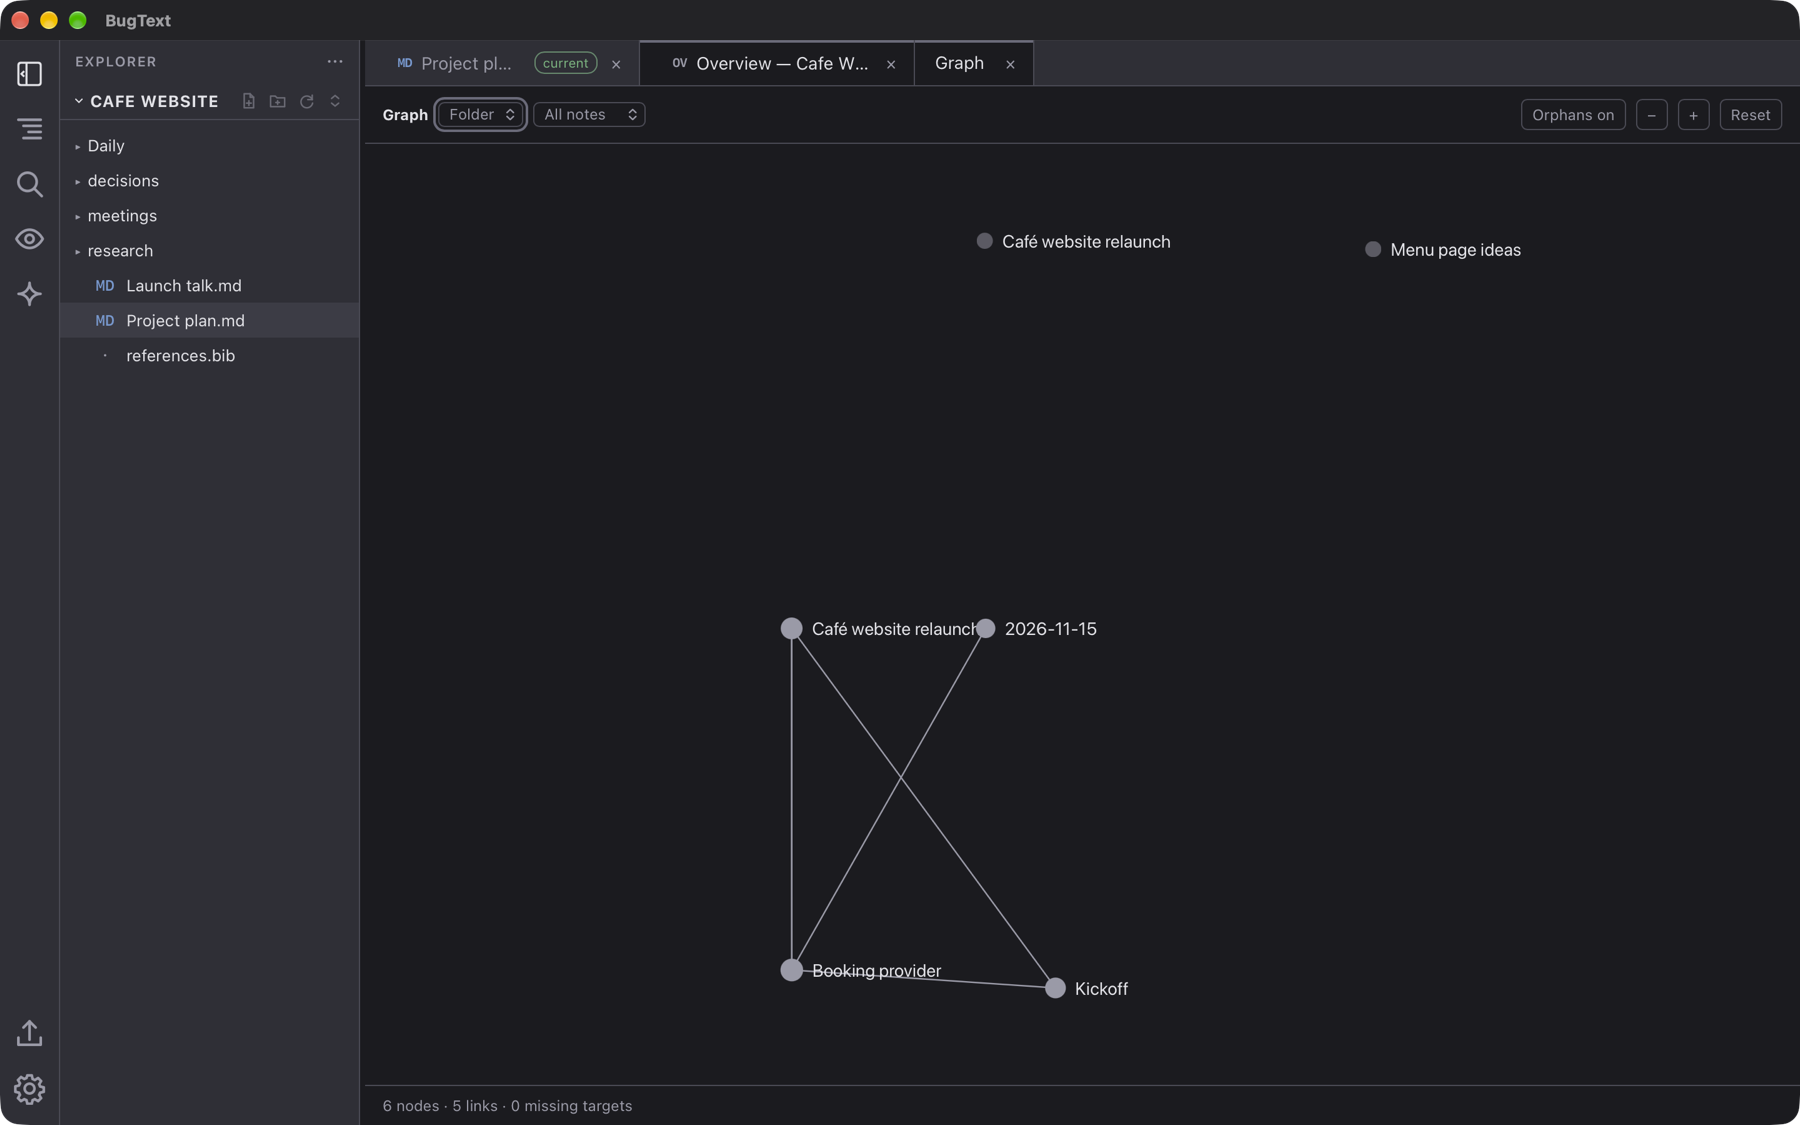 BugText
EXPLORER
CAFE WEBSITE
Daily
decisions
meetings
research
MD Launch talk.md
MD Project plan.md
references.bib
MD Project pl... current ×
OV Overview — Cafe W... ×
Graph ×
Graph Folder All notes
Orphans on − + Reset
Café website relaunch
Menu page ideas
Café website relaunch
2026-11-15
Booking provider
Kickoff
6 nodes · 5 links · 0 missing targets